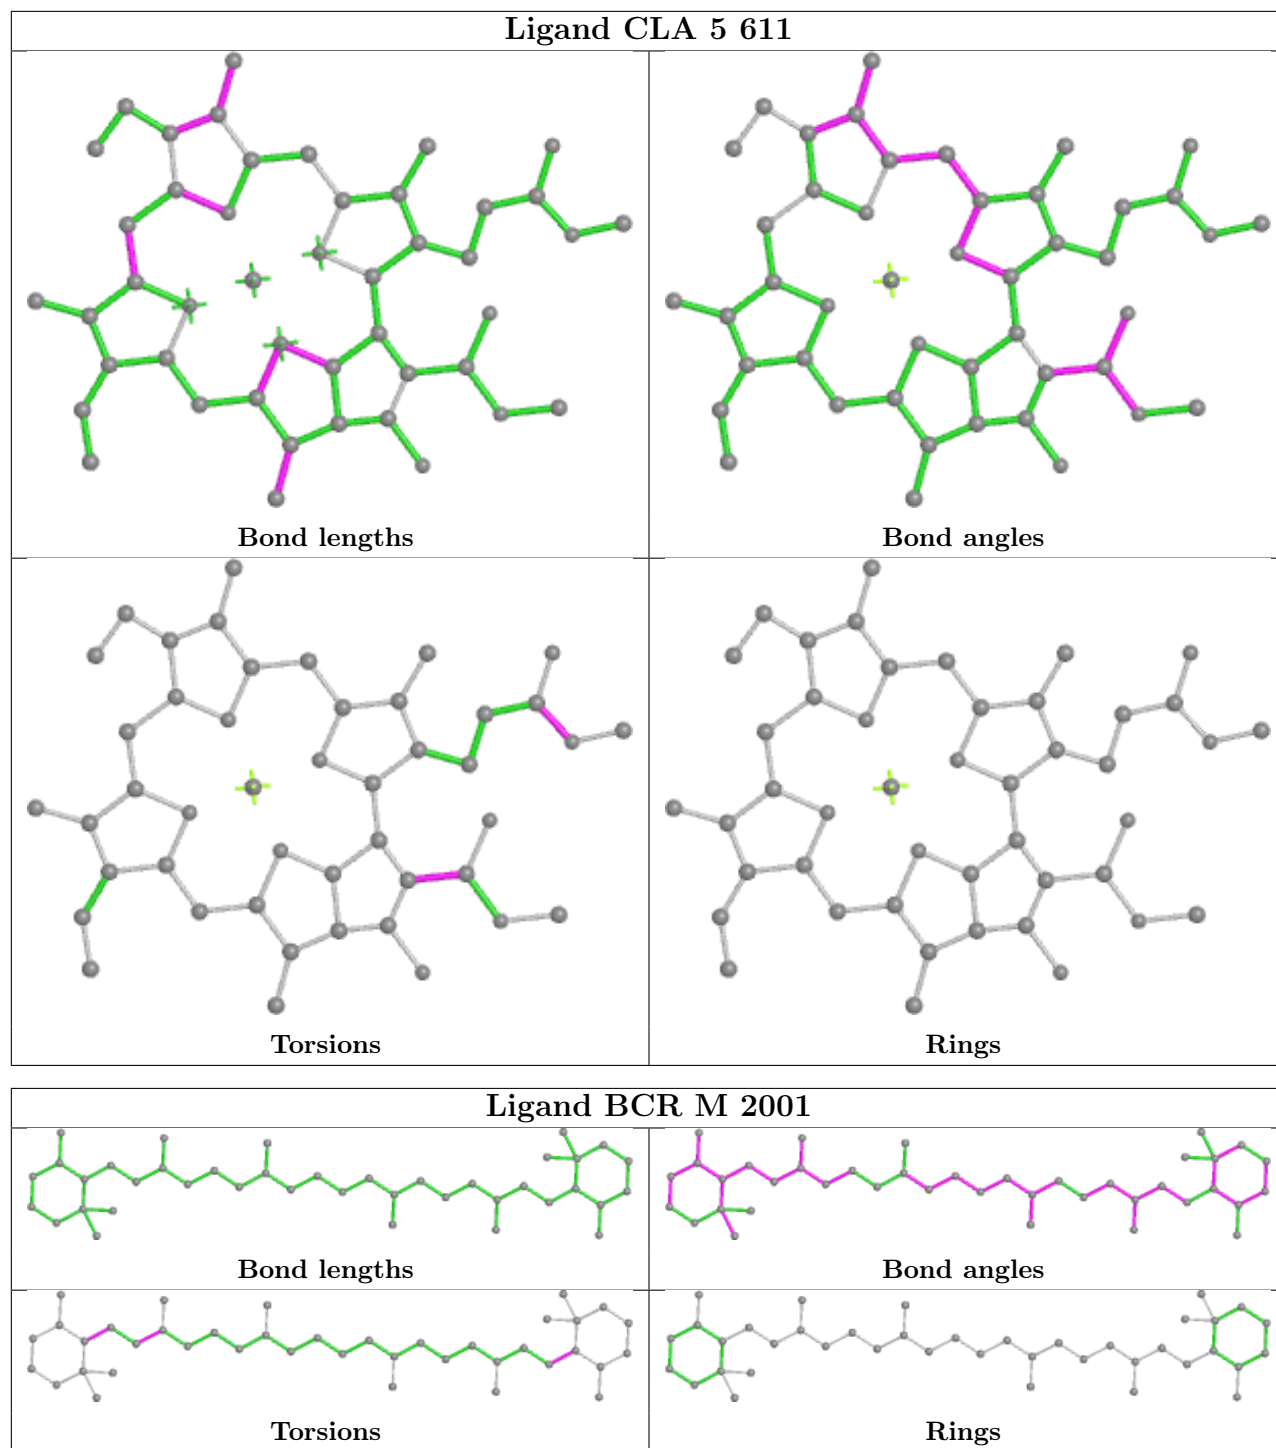 Ligand CLA 5 611
Bond lengths
Bond angles
Torsions
Rings
Ligand BCR M 2001
Bond lengths
Bond angles
Torsions
Rings